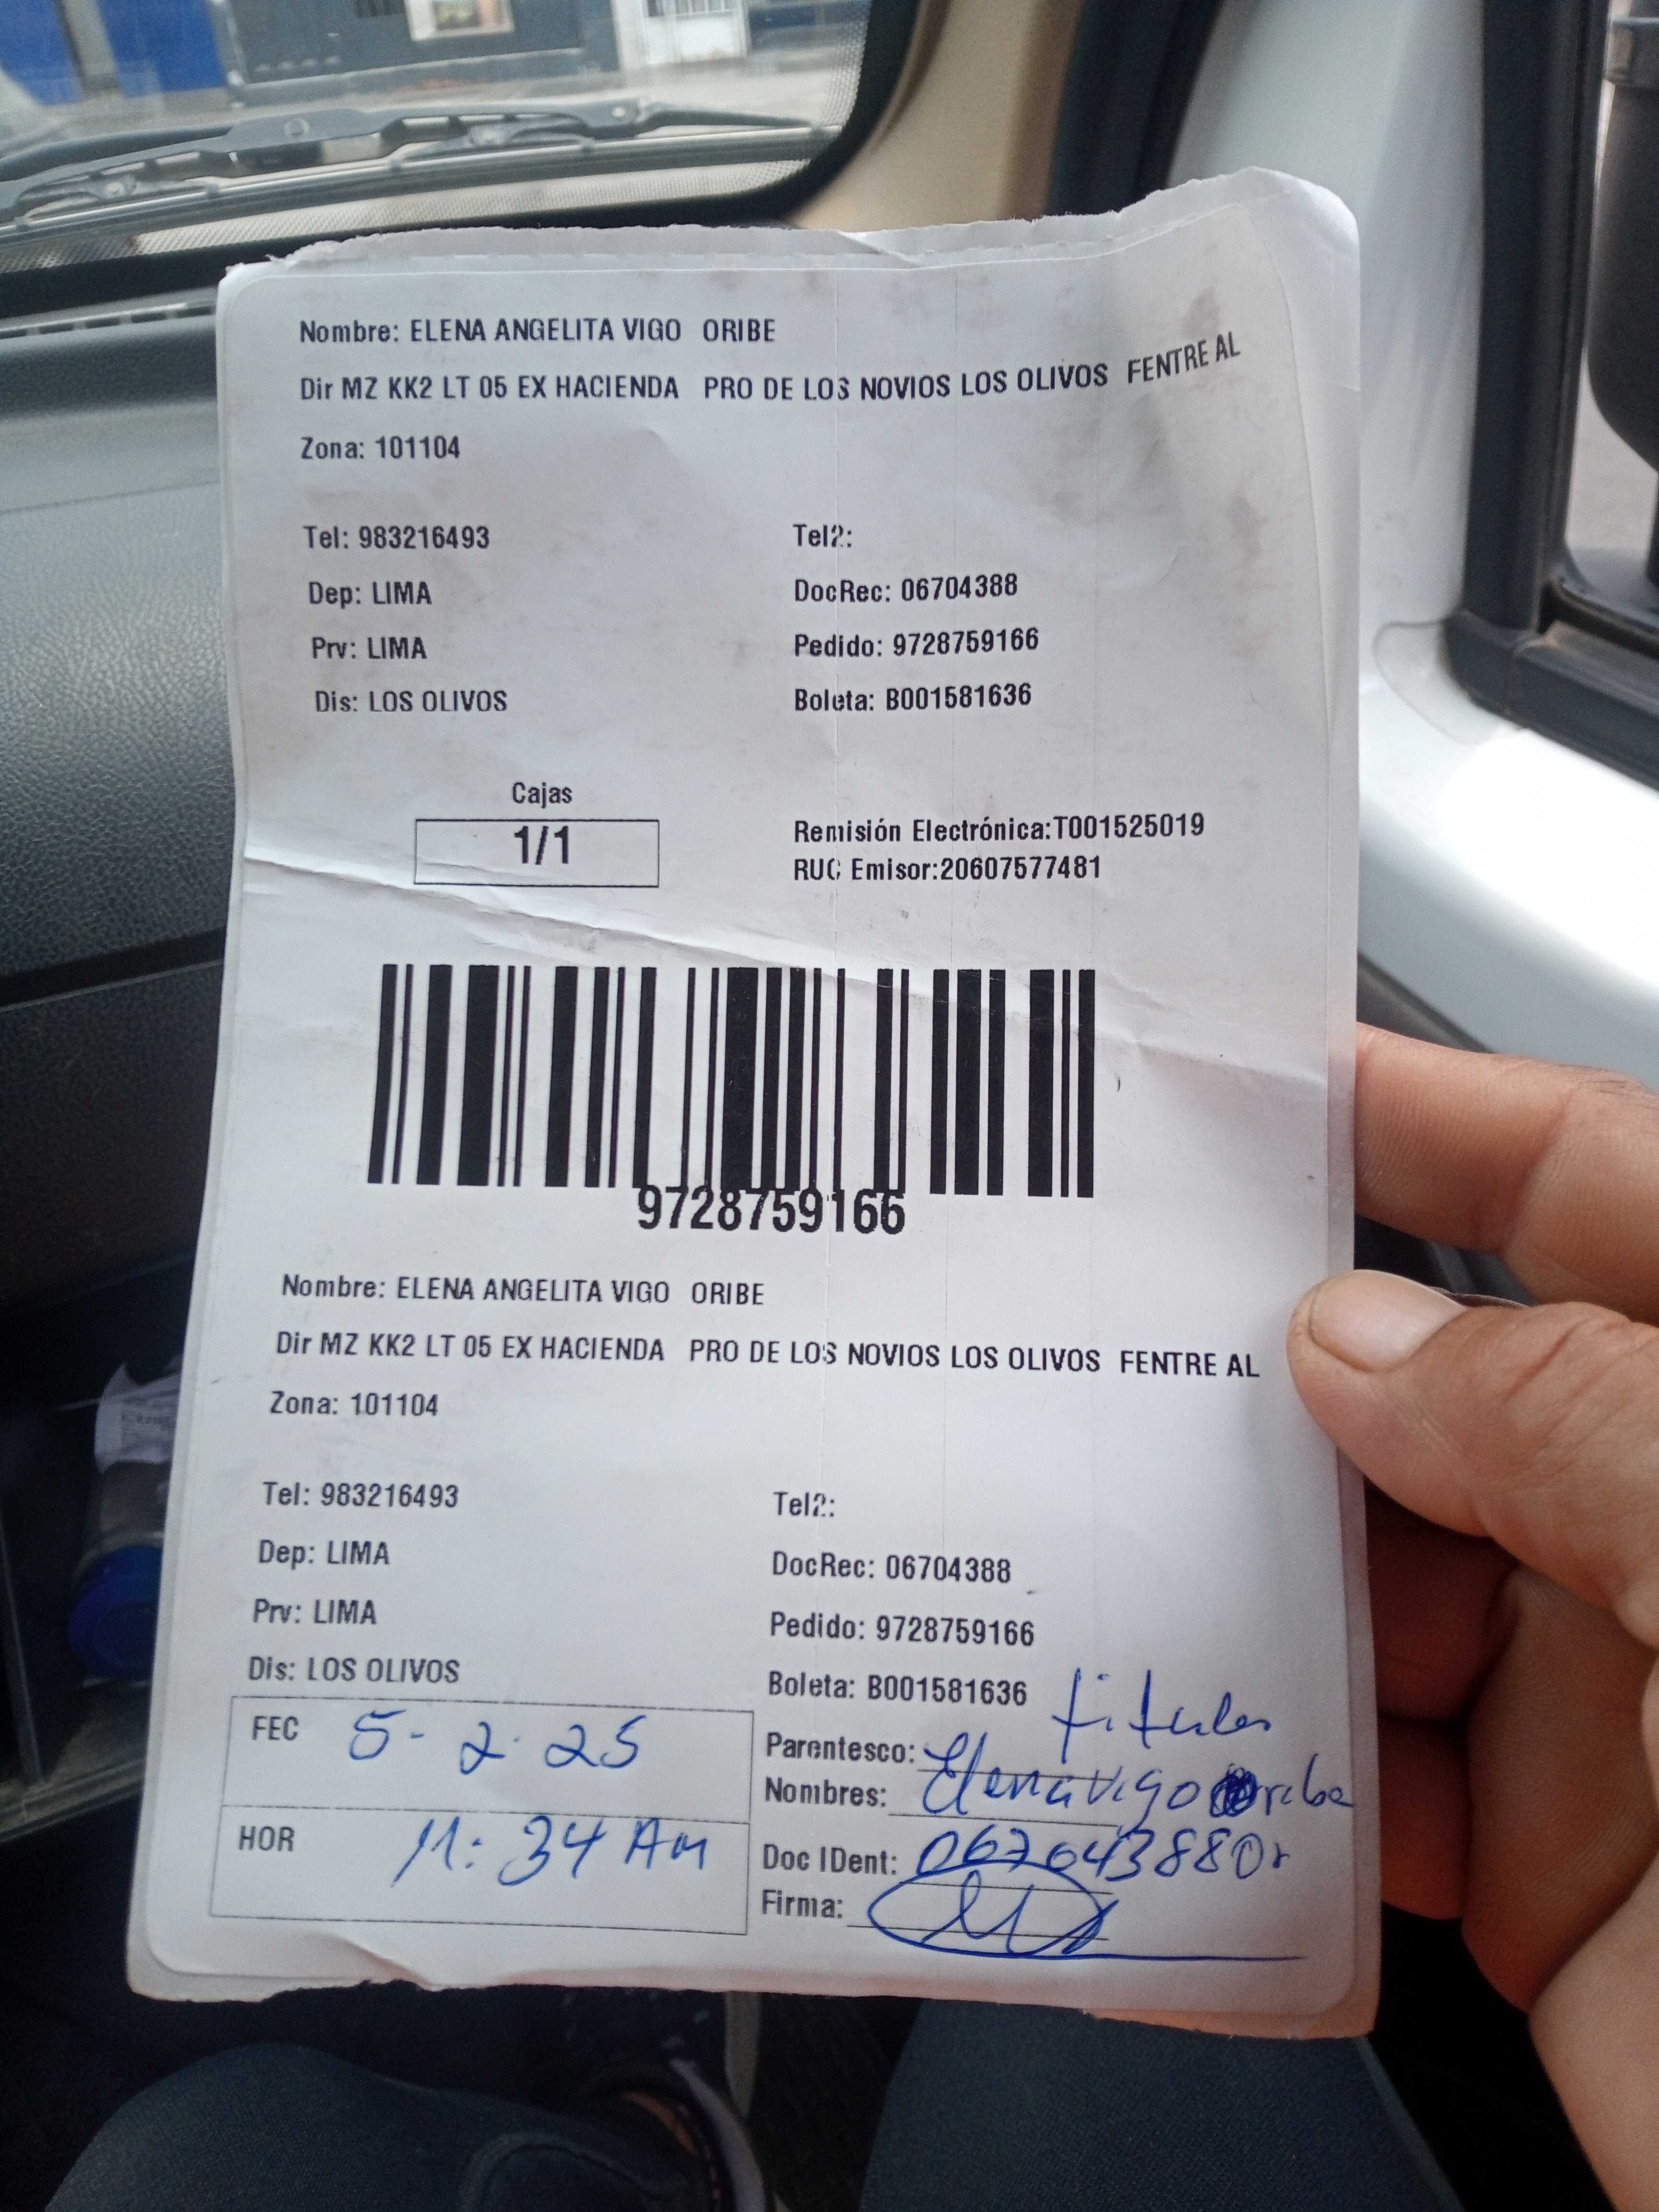 Nombre: ELENA ANGELITA VIGO ORIBE
Dir MZ KK2 LT 05 EX HACIENDA PRO DE LOS NOVIOS LOS OLIVOS FENTRE AL
Zona: 101104
Tel: 983216493 Tel2:
Dep: LIMA DocRec: 06704388
Prv: LIMA Pedido: 9728759166
Dis: LOS OLIVOS Boleta: B001581636
Cajas
1/1
Remisión Electrónica:T001525019
RUC Emisor:20607577481
9728759166
Nombre: ELENA ANGELITA VIGO ORIBE
Dir MZ KK2 LT 05 EX HACIENDA PRO DE LOS NOVIOS LOS OLIVOS FENTRE AL
Zona: 101104
Tel: 983216493 Tel2:
Dep: LIMA DocRec: 06704388
Prv: LIMA Pedido: 9728759166
Dis: LOS OLIVOS Boleta: B001581636
FEC 5-2-25 Parentesco: titular
Nombres: Elena Vigo oribe
HOR 11:34 Am Doc IDent: 06704388
Firma: